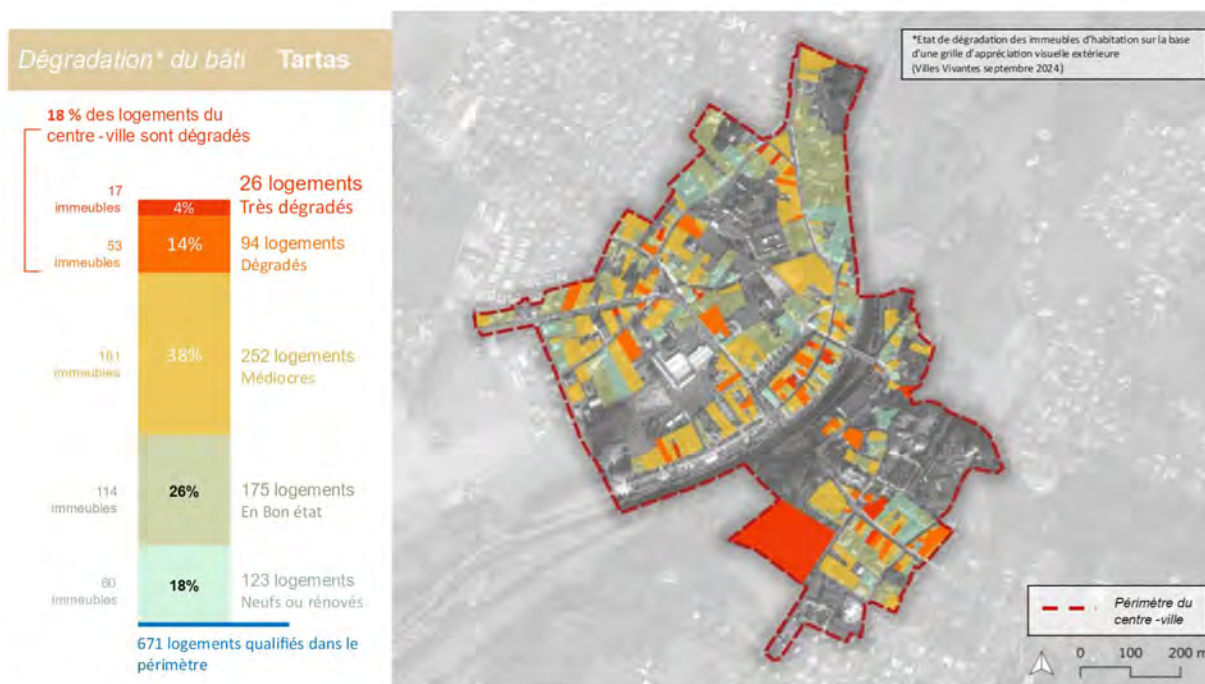 Dégradation* du bâti Tartas
18 % des logements du
centre-ville sont dégradés
17
immeubles
4%
26 logements
Très dégradés
53
immeubles
14%
94 logements
Dégradés
161
immeubles
38%
252 logements
Médiocres
114
immeubles
26%
175 logements
En Bon état
60
immeubles
18%
123 logements
Neufs ou rénovés
671 logements qualifiés dans le
périmètre
*Etat de dégradation des immeubles d'habitation sur la base
d'une grille d'appréciation visuelle extérieure
(Villes Vivantes septembre 2024)
Périmètre du
centre-ville
0 100 200 m